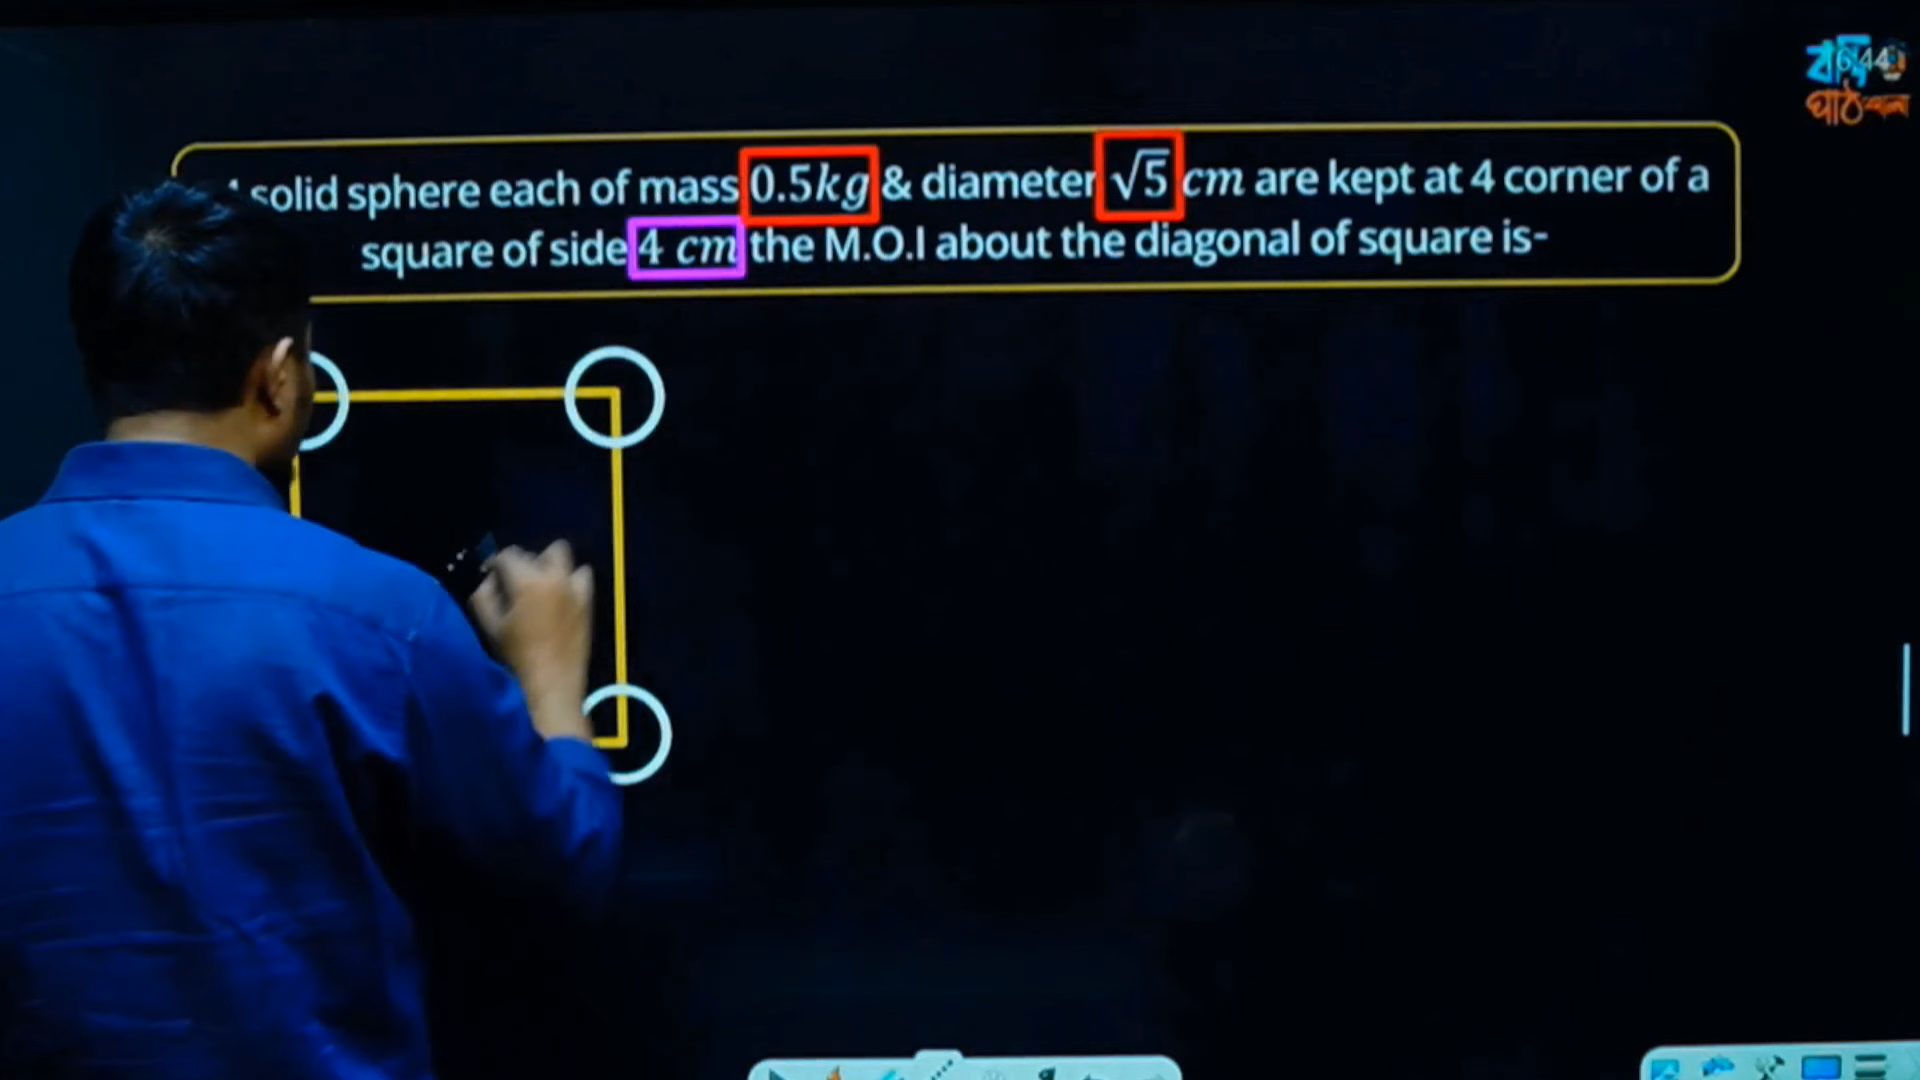 solid sphere each of mass 0.5kg & diameter √5 cm are kept at 4 corner of a
square of side 4 cm the M.O.I about the diagonal of square is-
পাঠশালা